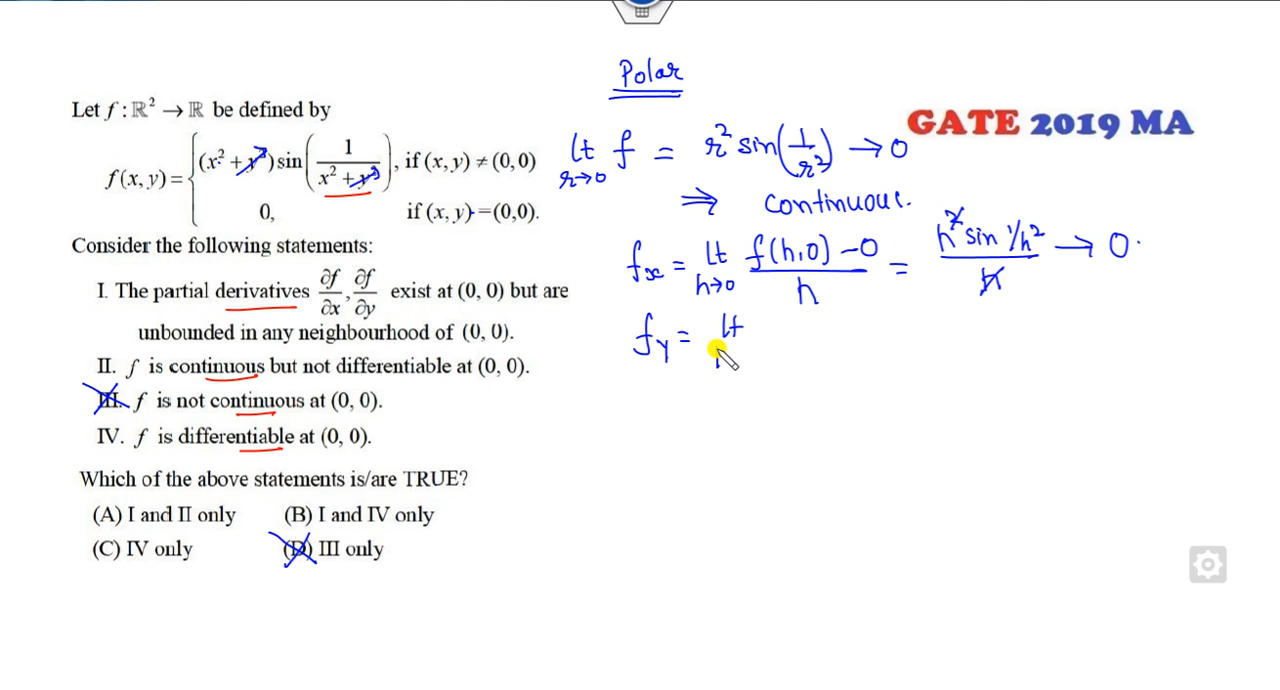 Polar
GATE 2019 MA
Let f : ℝ² → ℝ be defined by
f(x, y) = { (x² + y²) sin( 1 / (x² + y²) ), if (x, y) ≠ (0, 0)
0, if (x, y) = (0,0).
Consider the following statements:
I. The partial derivatives ∂f/∂x, ∂f/∂y exist at (0, 0) but are
unbounded in any neighbourhood of (0, 0).
II. f is continuous but not differentiable at (0, 0).
III. f is not continuous at (0, 0).
IV. f is differentiable at (0, 0).
Which of the above statements is/are TRUE?
(A) I and II only (B) I and IV only
(C) IV only (D) III only
lt r→0 f = r² sin(1/r²) → 0
⇒ continuous.
fx = lt h→0 (f(h,0) − 0)/h = h² sin 1/h² / h → 0.
fy = lt